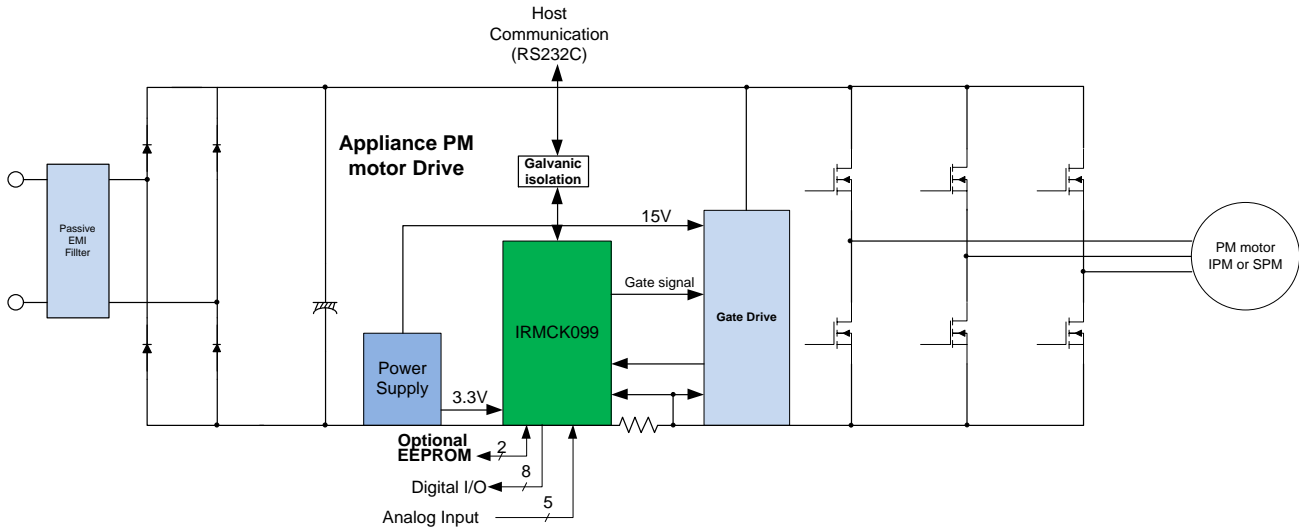 Host
Communication
(RS232C)
Appliance PM
motor Drive
Galvanic
isolation
15V
Passive
EMI
Fillter
Gate signal
PM motor
IPM or SPM
Gate Drive
IRMCK099
Power
Supply
3.3V
Optional
EEPROM
2
Digital I/O
8
Analog Input
5